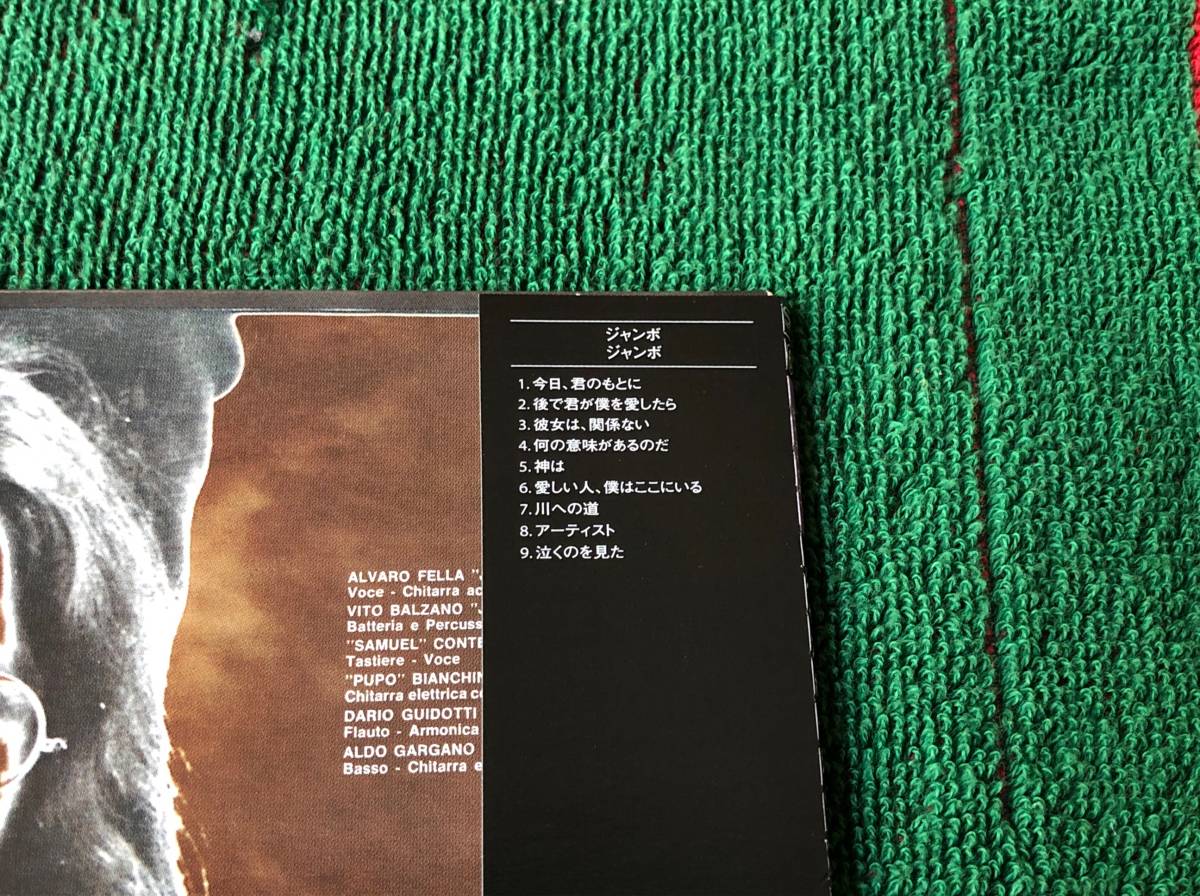 ジャンボ
ジャンボ
1. 今日、君のもとに
2. 後で君が僕を愛したら
3. 彼女は、関係ない
4. 何の意味があるのだ
5. 神は
6. 愛しい人、僕はここにいる
7. 川への道
8. アーティスト
9. 泣くのを見た
ALVARO FELLA "
Voce - Chitarra
VITO BALZANO "
Batteria e
"SAMUEL"
Tastiere - Voce
"PUPO"
Chitarra elettrica
DARIO GUIDOTTI
Flauto - Armonica
ALDO GARGANO
Basso - Chitarra